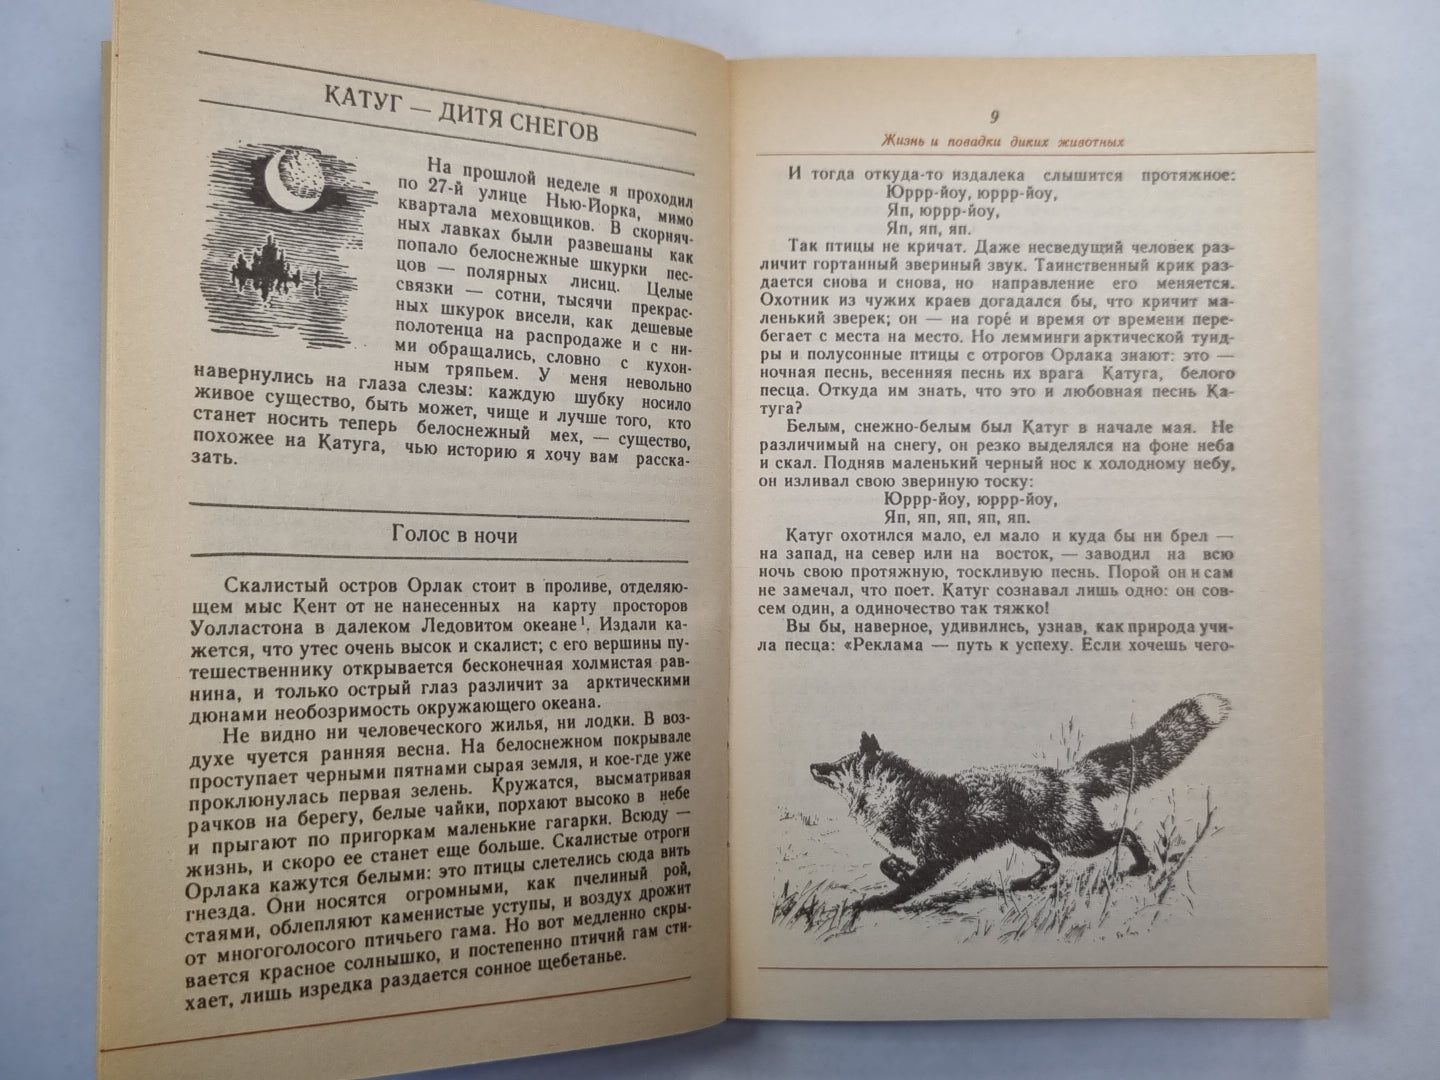 КАТУГ — ДИТЯ СНЕГОВ
На прошлой неделе я проходил
по 27-й улице Нью-Йорка, мимо
квартала меховщиков. В скорняч-
ных лавках были развешаны как
попало белоснежные шкурки пес-
цов — полярных лисиц. Целые
связки — сотни, тысячи прекрас-
ных шкурок висели, как дешевые
полотенца на распродаже и с ни-
ми обращались, словно с кухон-
ным тряпьем. У меня невольно
навернулись на глаза слезы: каждую шубку носило
живое существо, быть может, чище и лучше того, кто
станет носить теперь белоснежный мех, — существо,
похожее на Катуга, чью историю я хочу вам расска-
зать.
Голос в ночи
Скалистый остров Орлак стоит в проливе, отделяю-
щем мыс Кент от не нанесенных на карту просторов
Уолластона в далеком Ледовитом океане¹. Издали ка-
жется, что утес очень высок и скалист; с его вершины пу-
тешественнику открывается бесконечная холмистая рав-
нина, и только острый глаз различит за арктическими
дюнами необозримость окружающего океана.
Не видно ни человеческого жилья, ни лодки. В воз-
духе чуется ранняя весна. На белоснежном покрывале
проступает черными пятнами сырая земля, и кое-где уже
проклюнулась первая зелень. Кружатся, высматривая
рачков на берегу, белые чайки, порхают высоко в небе
и прыгают по пригоркам маленькие гагарки. Всюду —
жизнь, и скоро ее станет еще больше. Скалистые отроги
Орлака кажутся белыми: это птицы слетелись сюда вить
гнезда. Они носятся огромными, как пчелиный рой,
стаями, облепляют каменистые уступы, и воздух дрожит
от многоголосого птичьего гама. Но вот медленно скры-
вается красное солнышко, и постепенно птичий гам сти-
хает, лишь изредка раздается сонное щебетанье.
9
Жизнь и повадки диких животных
И тогда откуда-то издалека слышится протяжное:
Юррр-йоу, юррр-йоу,
Яп, юррр-йоу,
Яп, яп, яп.
Так птицы не кричат. Даже несведущий человек раз-
личит гортанный звериный звук. Таинственный крик раз-
дается снова и снова, но направление его меняется.
Охотник из чужих краев догадался бы, что кричит ма-
ленький зверек; он — на горе́ и время от времени пере-
бегает с места на место. Но лемминги арктической тунд-
ры и полусонные птицы с отрогов Орлака знают: это —
ночная песнь, весенняя песнь их врага Катуга, белого
песца. Откуда им знать, что это и любовная песнь Ка-
туга?
Белым, снежно-белым был Катуг в начале мая. Не
различимый на снегу, он резко выделялся на фоне неба
и скал. Подняв маленький черный нос к холодному небу,
он изливал свою звериную тоску:
Юррр-йоу, юррр-йоу,
Яп, яп, яп, яп, яп.
Катуг охотился мало, ел мало и куда бы ни брел —
на запад, на север или на восток, — заводил на всю
ночь свою протяжную, тоскливую песнь. Порой он и сам
не замечал, что поет. Катуг сознавал лишь одно: он сов-
сем один, а одиночество так тяжко!
Вы бы, наверное, удивились, узнав, как природа учи-
ла песца: «Реклама — путь к успеху. Если хочешь чего-